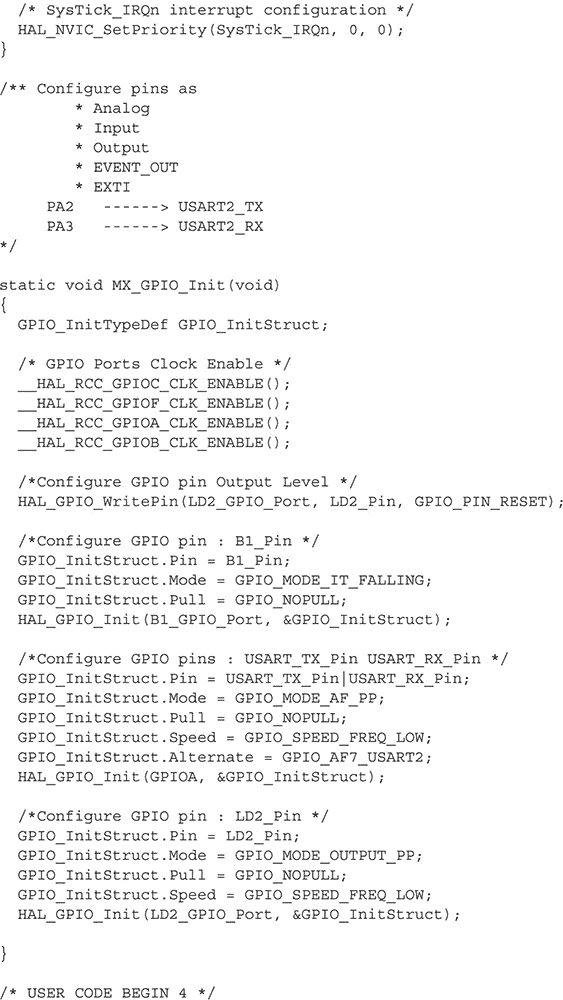 /* SysTick_IRQn interrupt configuration */
  HAL_NVIC_SetPriority(SysTick_IRQn, 0, 0);
}
/** Configure pins as
        * Analog
        * Input
        * Output
        * EVENT_OUT
        * EXTI
     PA2   ------> USART2_TX
     PA3   ------> USART2_RX
*/
static void MX_GPIO_Init(void)
{
  GPIO_InitTypeDef GPIO_InitStruct;
  /* GPIO Ports Clock Enable */
  __HAL_RCC_GPIOC_CLK_ENABLE();
  __HAL_RCC_GPIOF_CLK_ENABLE();
  __HAL_RCC_GPIOA_CLK_ENABLE();
  __HAL_RCC_GPIOB_CLK_ENABLE();
  /*Configure GPIO pin Output Level */
  HAL_GPIO_WritePin(LD2_GPIO_Port, LD2_Pin, GPIO_PIN_RESET);
  /*Configure GPIO pin : B1_Pin */
  GPIO_InitStruct.Pin = B1_Pin;
  GPIO_InitStruct.Mode = GPIO_MODE_IT_FALLING;
  GPIO_InitStruct.Pull = GPIO_NOPULL;
  HAL_GPIO_Init(B1_GPIO_Port, &GPIO_InitStruct);
  /*Configure GPIO pins : USART_TX_Pin USART_RX_Pin */
  GPIO_InitStruct.Pin = USART_TX_Pin|USART_RX_Pin;
  GPIO_InitStruct.Mode = GPIO_MODE_AF_PP;
  GPIO_InitStruct.Pull = GPIO_NOPULL;
  GPIO_InitStruct.Speed = GPIO_SPEED_FREQ_LOW;
  GPIO_InitStruct.Alternate = GPIO_AF7_USART2;
  HAL_GPIO_Init(GPIOA, &GPIO_InitStruct);
  /*Configure GPIO pin : LD2_Pin */
  GPIO_InitStruct.Pin = LD2_Pin;
  GPIO_InitStruct.Mode = GPIO_MODE_OUTPUT_PP;
  GPIO_InitStruct.Pull = GPIO_NOPULL;
  GPIO_InitStruct.Speed = GPIO_SPEED_FREQ_LOW;
  HAL_GPIO_Init(LD2_GPIO_Port, &GPIO_InitStruct);
}
/* USER CODE BEGIN 4 */